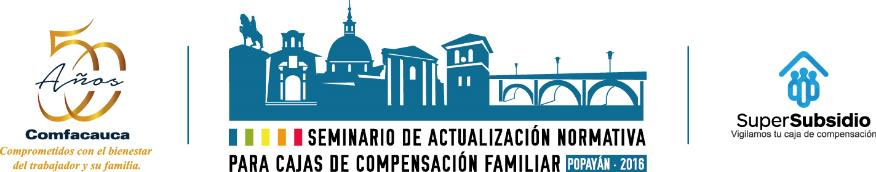 50
Años
Comfacauca
Comprometidos con el bienestar
del trabajador y su familia.
SEMINARIO DE ACTUALIZACIÓN NORMATIVA
PARA CAJAS DE COMPENSACIÓN FAMILIAR POPAYÁN · 2016
SuperSubsidio
Vigilamos tu caja de compensación